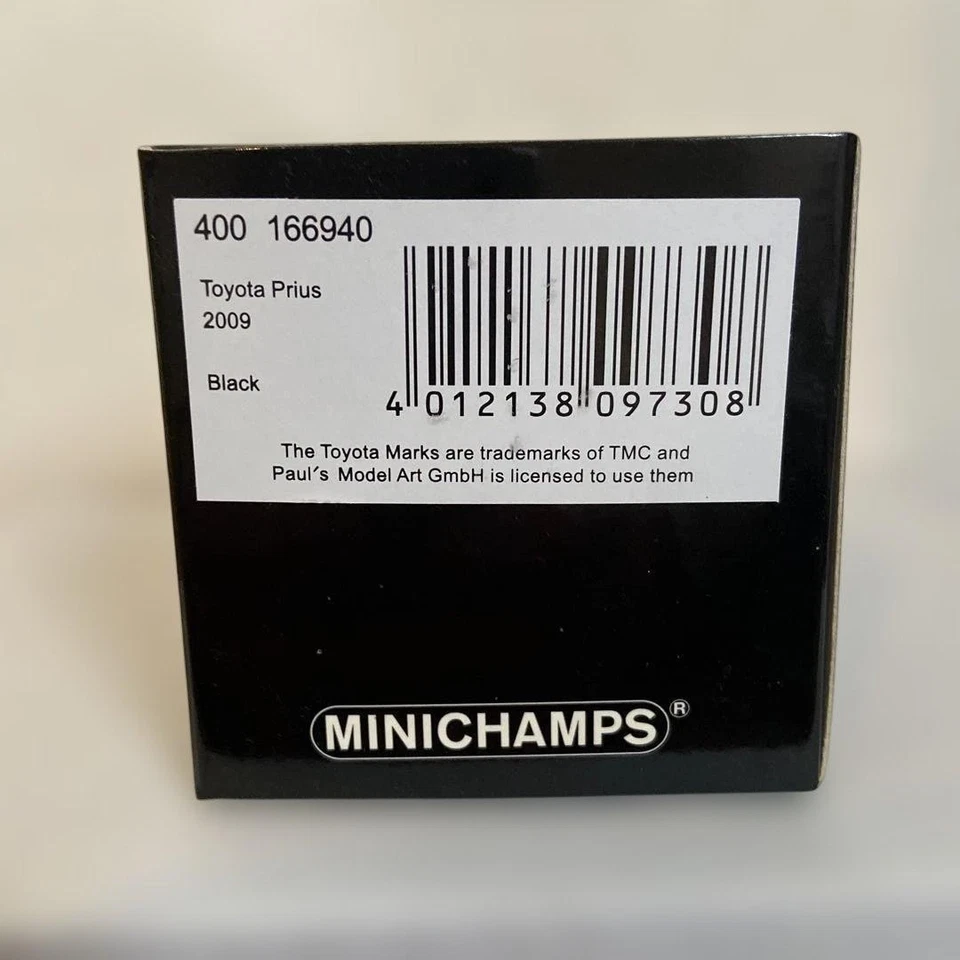 400 166940
Toyota Prius
2009
Black
4 012138 097308
The Toyota Marks are trademarks of TMC and
Paul′s Model Art GmbH is licensed to use them
MINICHAMPS®